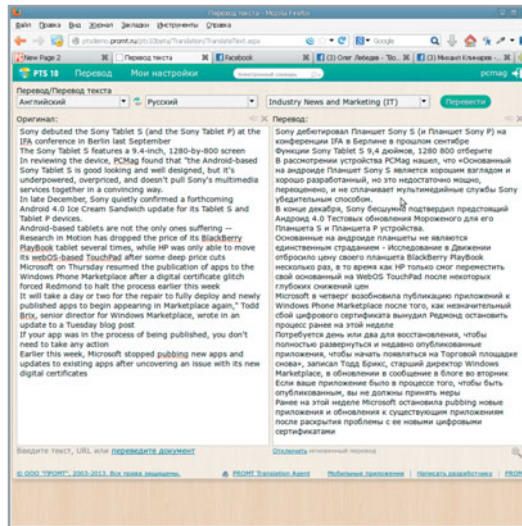 Перевод текста - Mozilla Firefox
Файл Правка Вид Журнал Закладки Инструменты Справка
ptsdemo.promt.ru/pts10beta/Translation/TranslateText.aspx
Google
New Page 2
Перевод текста
Facebook
PTS 10 Перевод Мои настройки
Электронный словарь
pcmag
Перевод/Перевод текста
Английский Русский Industry News and Marketing (IT) Перевести
Оригинал:
Sony debuted the Sony Tablet S (and the Sony Tablet P) at the
IFA conference in Berlin last September
The Sony Tablet S features a 9.4-inch, 1280-by-800 screen
In reviewing the device, PCMag found that "the Android-based
Sony Tablet S is good looking and well designed, but it's
underpowered, overpriced, and doesn't pull Sony's multimedia
services together in a convincing way.
In late December, Sony quietly confirmed a forthcoming
Android 4.0 Ice Cream Sandwich update for its Tablet S and
Tablet P devices.
Android-based tablets are not the only ones suffering --
Research in Motion has dropped the price of its BlackBerry
PlayBook tablet several times, while HP was only able to move
its webOS-based TouchPad after some deep price cuts
Microsoft on Thursday resumed the publication of apps to the
Windows Phone Marketplace after a digital certificate glitch
forced Redmond to halt the process earlier this week
It will take a day or two for the repair to fully deploy and newly
published apps to begin appearing in Marketplace again," Todd
Brix, senior director for Windows Marketplace, wrote in an
update to a Tuesday blog post
If your app was in the process of being published, you don't
need to take any action
Earlier this week, Microsoft stopped pubbing new apps and
updates to existing apps after uncovering an issue with its new
digital certificates
Введите текст, URL или переведите документ
Перевод:
Sony дебютировал Планшет Sony S (и Планшет Sony P) на
конференции IFA в Берлине в прошлом сентябре
Функции Sony Tablet S 9,4 дюймов, 1280 800 отберите
В рассмотрении устройства PCMag нашел, что «Основанный
на андроиде Планшет Sony S является хорошим взглядом и
хорошо разработанный, но это недостаточно мощно,
переоценено, и не сплачивает мультимедийные службы Sony
убедительным способом.
В конце декабря, Sony бесшумно подтвердил предстоящий
Андроид 4.0 Тестовых обновления Мороженого для его
Планшета S и Планшета P устройства.
Основанные на андроиде планшеты не являются
единственным страданием - Исследование в Движении
отбросило цену своего планшета BlackBerry PlayBook
несколько раз, в то время как HP только смог переместить
свой основанный на WebOS TouchPad после некоторых
глубоких снижений цен
Microsoft в четверг возобновила публикацию приложений к
Windows Phone Marketplace после того, как незначительный
сбой цифрового сертификата вынудил Редмонд остановить
процесс ранее на этой неделе
Потребуется день или два для восстановления, чтобы
полностью развернуться и недавно опубликованные
приложения, чтобы начать появляться на Торговой площадке
снова», записал Тодд Брикс, старший директор Windows
Marketplace, в обновлении в сообщение в блоге во вторник
Если ваше приложение было в процессе того, чтобы быть
опубликованным, вы не должны принять меры
Ранее на этой неделе Microsoft остановила pubbing новые
приложения и обновления к существующим приложениям
после раскрытия проблемы с ее новыми цифровыми
сертификатами
Отключить мгновенный перевод
© ООО "ПРОМТ", 2003-2013. Все права защищены. PROMT Translation Agent Мобильные приложения Написать разработчику